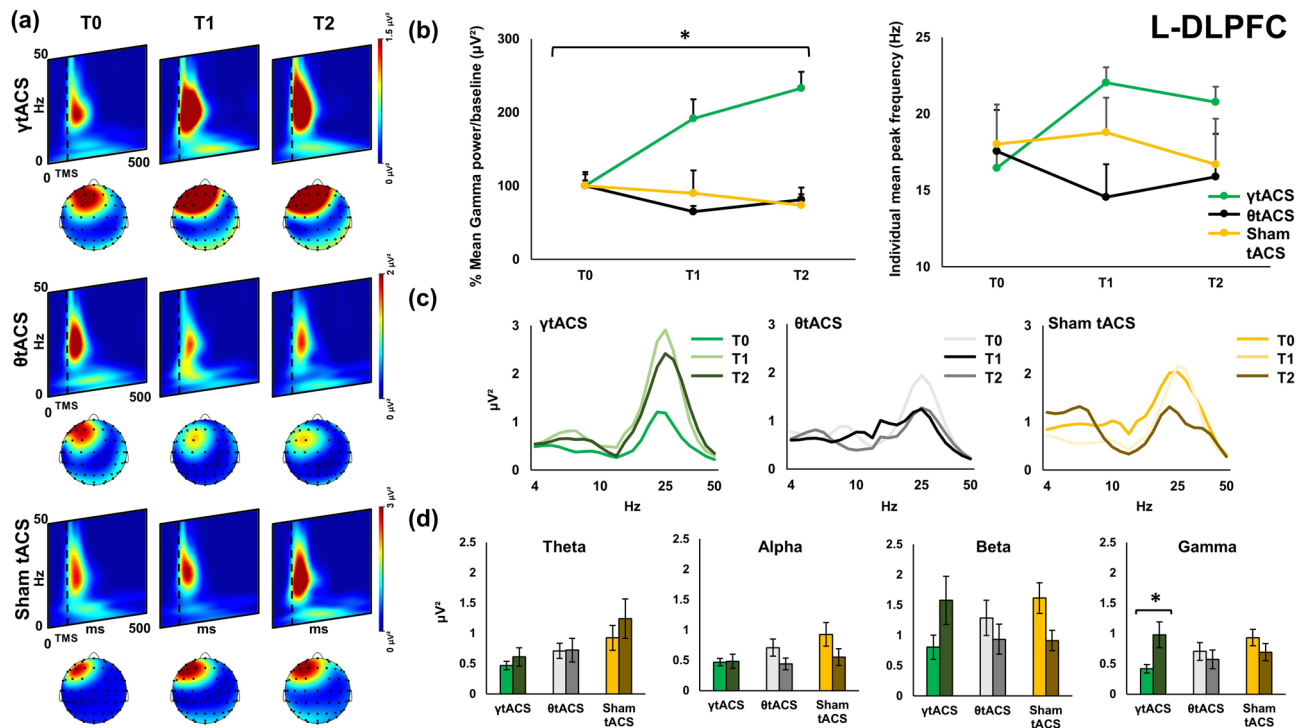 (a)
T0
T1
T2
γtACS
50
Hz
0
0 TMS
500
1.5 µV²
0 µV²
θtACS
50
Hz
0
0 TMS
500
2 µV²
0 µV²
Sham tACS
50
Hz
0
0 TMS
ms
500
ms
ms
3 µV²
0 µV²
L-DLPFC
(b)
% Mean Gamma power/baseline (µV²)
300
250
200
150
100
50
0
*
T0
T1
T2
Individual mean peak frequency (Hz)
25
20
15
10
T0
T1
T2
γtACS
θtACS
Sham
tACS
(c)
γtACS
T0
T1
T2
µV²
3
2
1
0
4
10
25
50
Hz
θtACS
T0
T1
T2
3
2
1
0
4
10
25
50
Hz
Sham tACS
T0
T1
T2
3
2
1
0
4
10
25
50
Hz
(d)
Theta
µV²
2.5
2
1.5
1
0.5
0
γtACS
θtACS
Sham
tACS
Alpha
2.5
2
1.5
1
0.5
0
γtACS
θtACS
Sham
tACS
Beta
2.5
2
1.5
1
0.5
0
γtACS
θtACS
Sham
tACS
Gamma
2.5
2
1.5
1
0.5
0
*
γtACS
θtACS
Sham
tACS